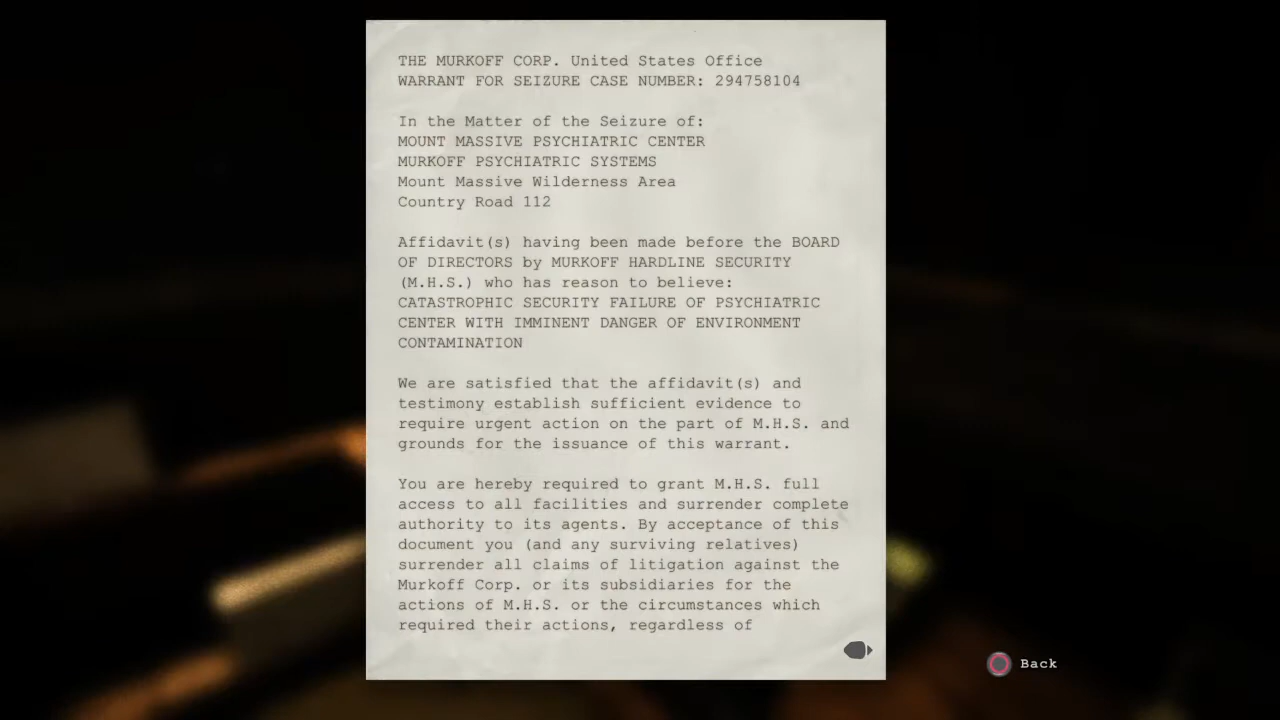 THE MURKOFF CORP. United States Office
WARRANT FOR SEIZURE CASE NUMBER: 294758104
In the Matter of the Seizure of:
MOUNT MASSIVE PSYCHIATRIC CENTER
MURKOFF PSYCHIATRIC SYSTEMS
Mount Massive Wilderness Area
Country Road 112
Affidavit(s) having been made before the BOARD
OF DIRECTORS by MURKOFF HARDLINE SECURITY
(M.H.S.) who has reason to believe:
CATASTROPHIC SECURITY FAILURE OF PSYCHIATRIC
CENTER WITH IMMINENT DANGER OF ENVIRONMENT
CONTAMINATION
We are satisfied that the affidavit(s) and
testimony establish sufficient evidence to
require urgent action on the part of M.H.S. and
grounds for the issuance of this warrant.
You are hereby required to grant M.H.S. full
access to all facilities and surrender complete
authority to its agents. By acceptance of this
document you (and any surviving relatives)
surrender all claims of litigation against the
Murkoff Corp. or its subsidiaries for the
actions of M.H.S. or the circumstances which
required their actions, regardless of
Back